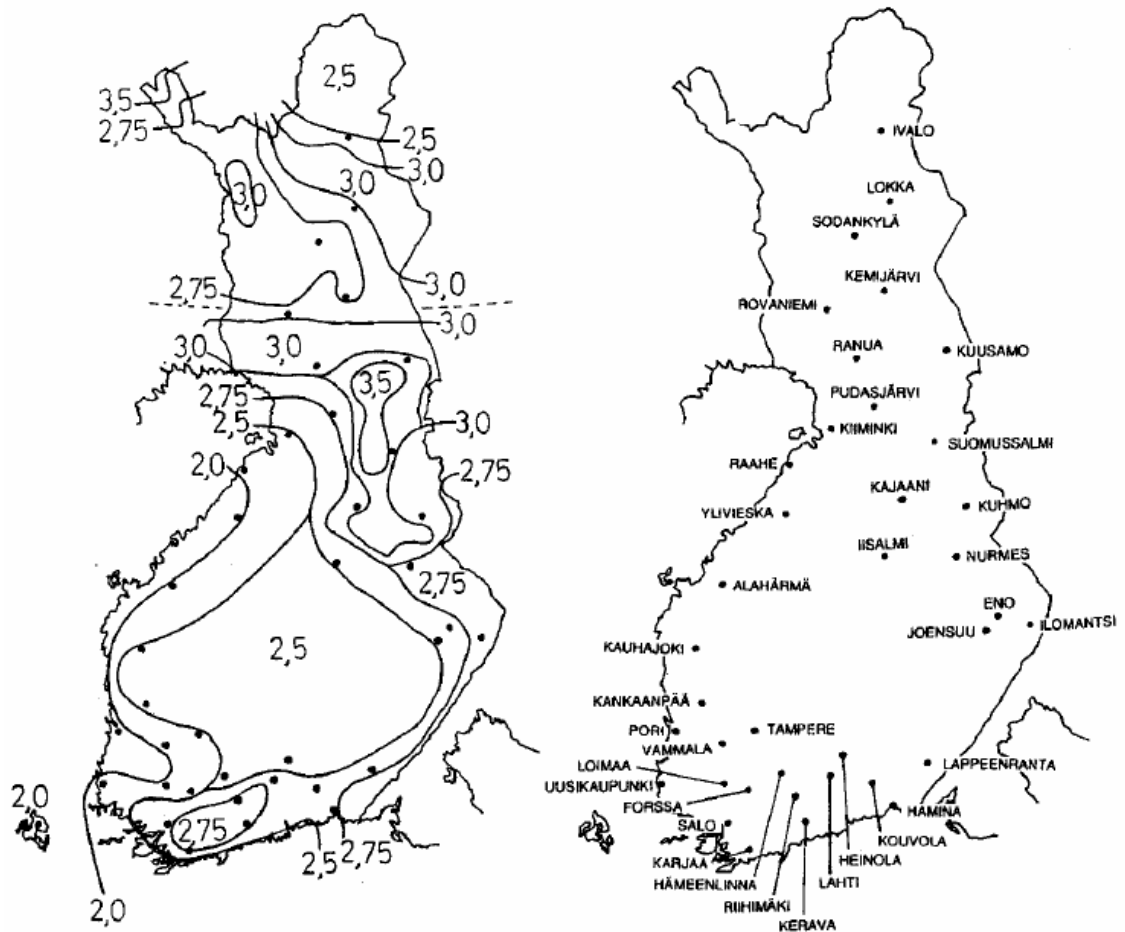 2,5
3,5
2,75
2,5
3,0
3,0
3,0
2,75
3,0
3,0
3,0
3,0
3,5
2,75
2,5
3,0
2,0
2,75
2,75
2,5
2,0
2,75
2,5
2,75
2,0
IVALO
LOKKA
SODANKYLÄ
KEMIJÄRVI
ROVANIEMI
RANUA
KUUSAMO
PUDASJÄRVI
KIIMINKI
SUOMUSSALMI
RAAHE
KAJAANI
YLIVIESKA
KUHMO
IISALMI
NURMES
ALAHÄRMÄ
ENO
ILOMANTSI
JOENSUU
KAUHAJOKI
KANKAANPÄÄ
PORI
TAMPERE
VAMMALA
LOIMAA
LAPPEENRANTA
UUSIKAUPUNKI
FORSSA
HAMINA
SALO
KOUVOLA
KARJAA
HEINOLA
HÄMEENLINNA
LAHTI
RIIHIMÄKI
KERAVA